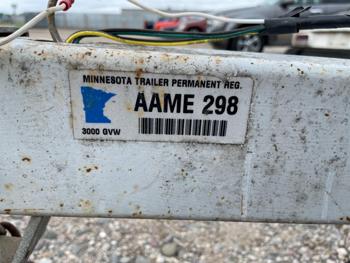 MINNESOTA TRAILER PERMANENT REG.
AAME 298
3000 GVW